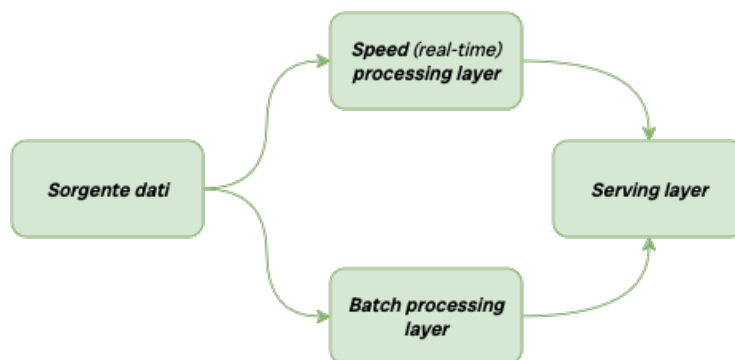 Speed (real-time)
processing layer
Sorgente dati
Serving layer
Batch processing
layer